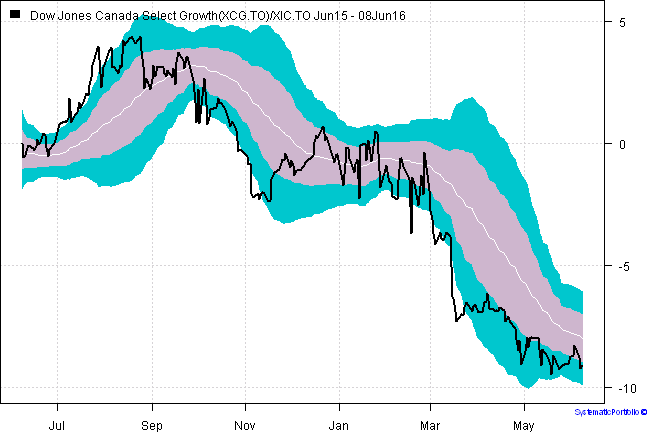 Dow Jones Canada Select Growth(XCG.TO)/XIC.TO Jun15 - 08Jun16
5
0
-5
-10
Jul Sep Nov Jan Mar May
SystematicPortfolio ©